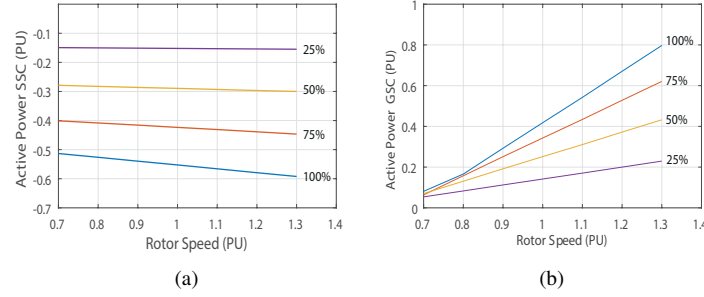 -0.1
-0.2
-0.3
-0.4
-0.5
-0.6
-0.7
Active Power SSC (PU)
25%
50%
75%
100%
0.7 0.8 0.9 1 1.1 1.2 1.3 1.4
Rotor Speed (PU)
(a)
1
0.8
0.6
0.4
0.2
0
Active Power GSC (PU)
100%
75%
50%
25%
0.7 0.8 0.9 1 1.1 1.2 1.3 1.4
Rotor Speed (PU)
(b)